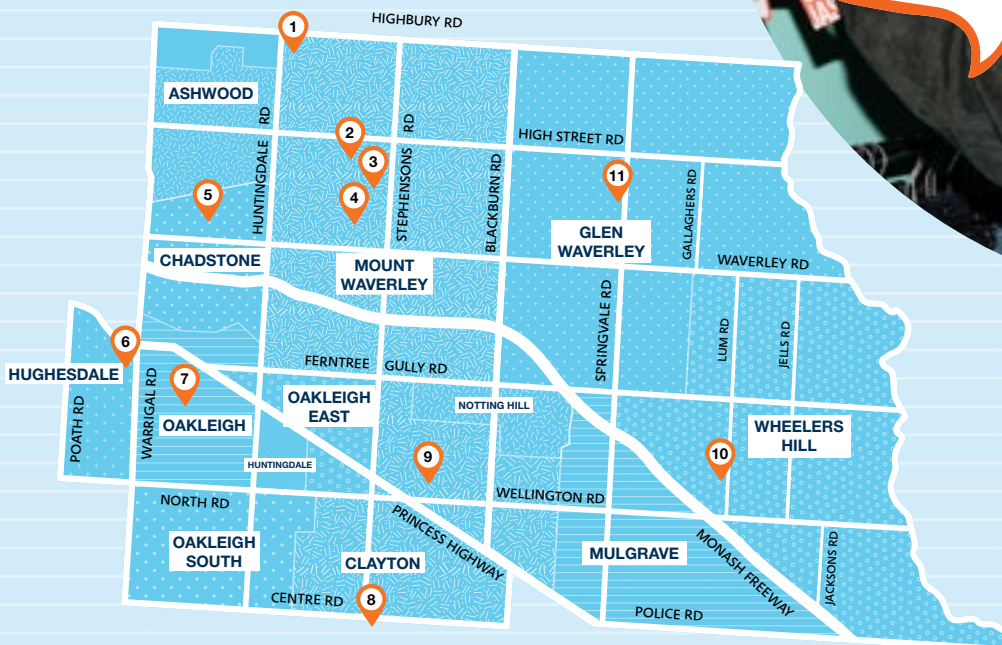 HIGHBURY RD
1
ASHWOOD
HUNTINGDALE RD
2
STEPHENSONS RD
HIGH STREET RD
3
BLACKBURN RD
11
GALLAGHERS RD
5
4
GLEN
WAVERLEY
CHADSTONE
MOUNT
WAVERLEY
WAVERLEY RD
SPRINGVALE RD
LUM RD
JELLS RD
6
HUGHESDALE
FERNTREE GULLY RD
7
POATH RD
WARRIGAL RD
OAKLEIGH
OAKLEIGH
EAST
NOTTING HILL
WHEELERS
HILL
HUNTINGDALE
9
10
NORTH RD
WELLINGTON RD
PRINCESS HIGHWAY
OAKLEIGH
SOUTH
CLAYTON
MULGRAVE
MONASH FREEWAY
JACKSONS RD
CENTRE RD
8
POLICE RD